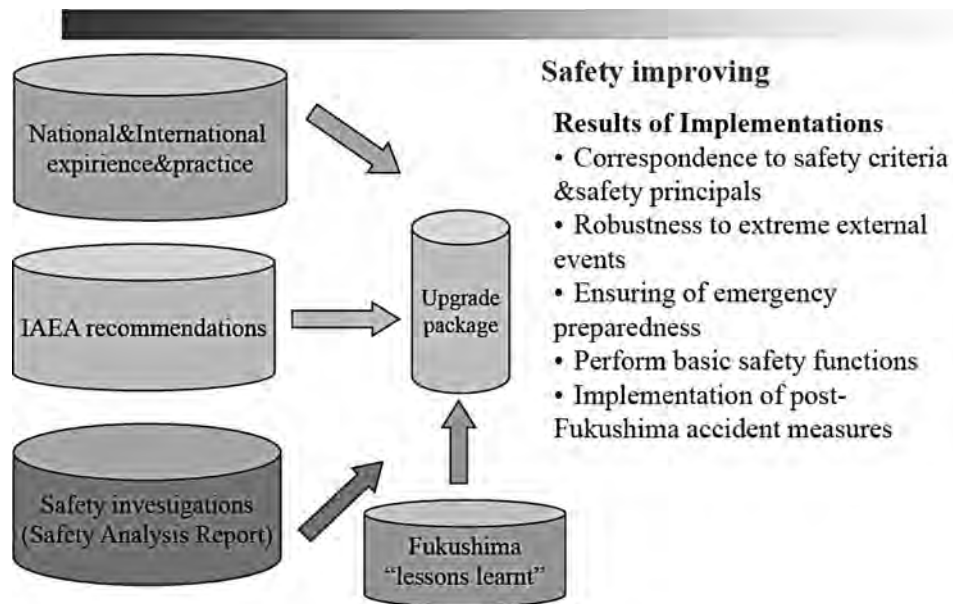 National&International
expirience&practice
IAEA recommendations
Safety investigations
(Safety Analysis Report)
Upgrade
package
Fukushima
“lessons learnt”
Safety improving
Results of Implementations
• Correspondence to safety criteria
&safety principals
• Robustness to extreme external
events
• Ensuring of emergency
preparedness
• Perform basic safety functions
• Implementation of post-
Fukushima accident measures